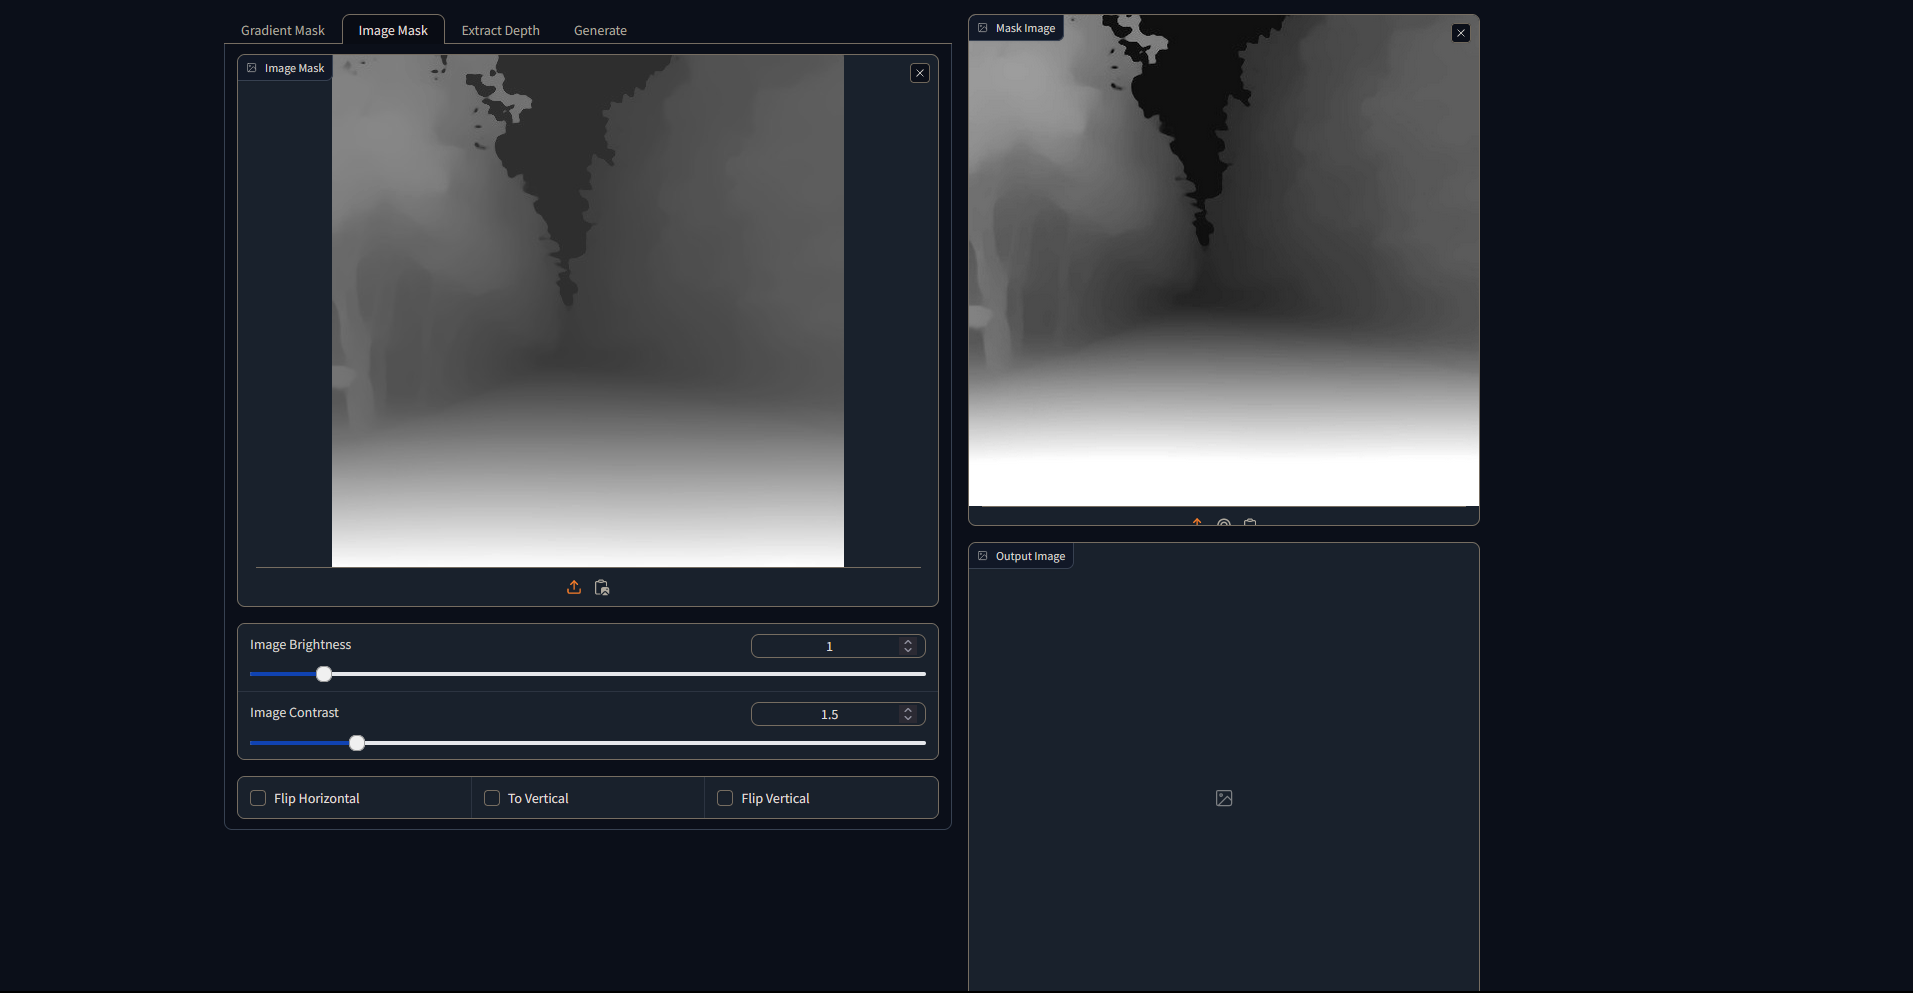 Gradient Mask
Image Mask
Extract Depth
Generate
Image Mask
Image Brightness
1
Image Contrast
1.5
Flip Horizontal
To Vertical
Flip Vertical
Mask Image
Output Image